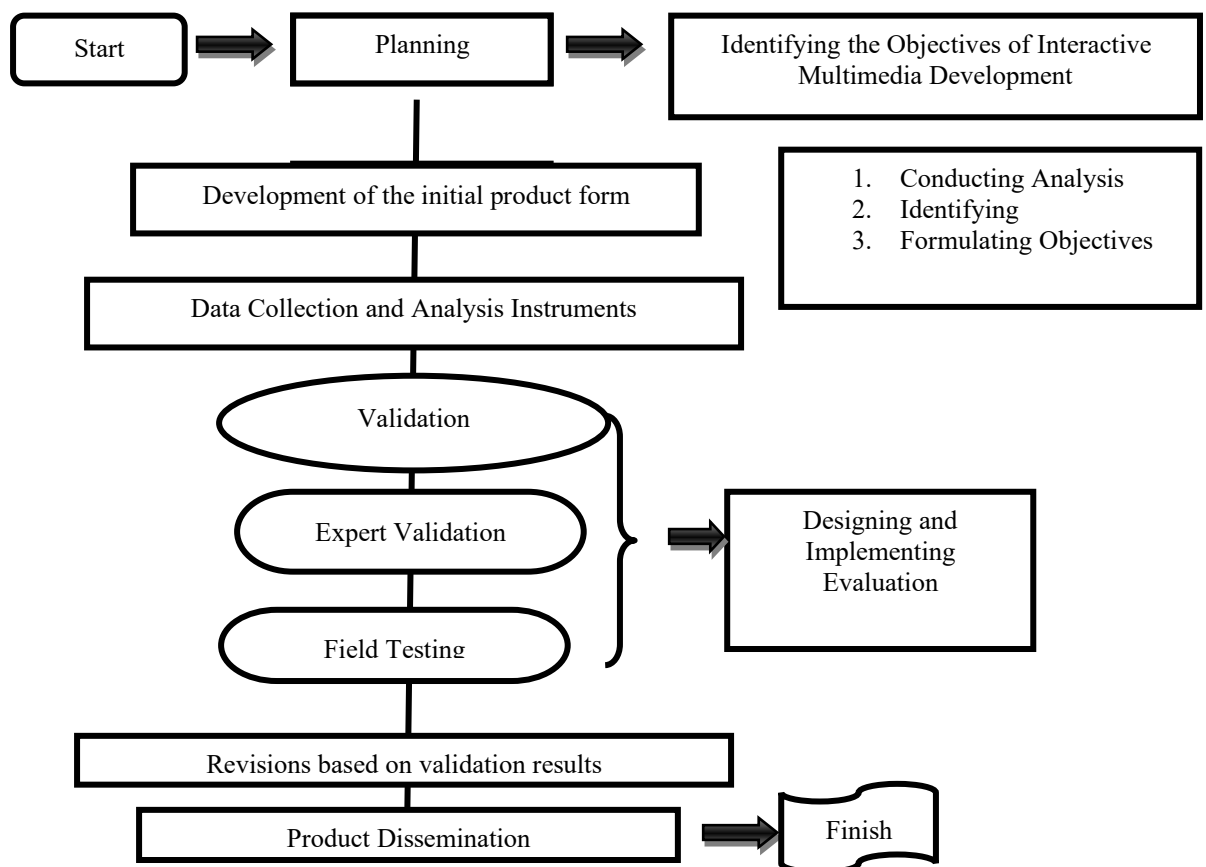 Start
Planning
Identifying the Objectives of Interactive
Multimedia Development
1. Conducting Analysis
2. Identifying
3. Formulating Objectives
Development of the initial product form
Data Collection and Analysis Instruments
Validation
Expert Validation
Designing and
Implementing
Evaluation
Field Testing
Revisions based on validation results
Product Dissemination
Finish